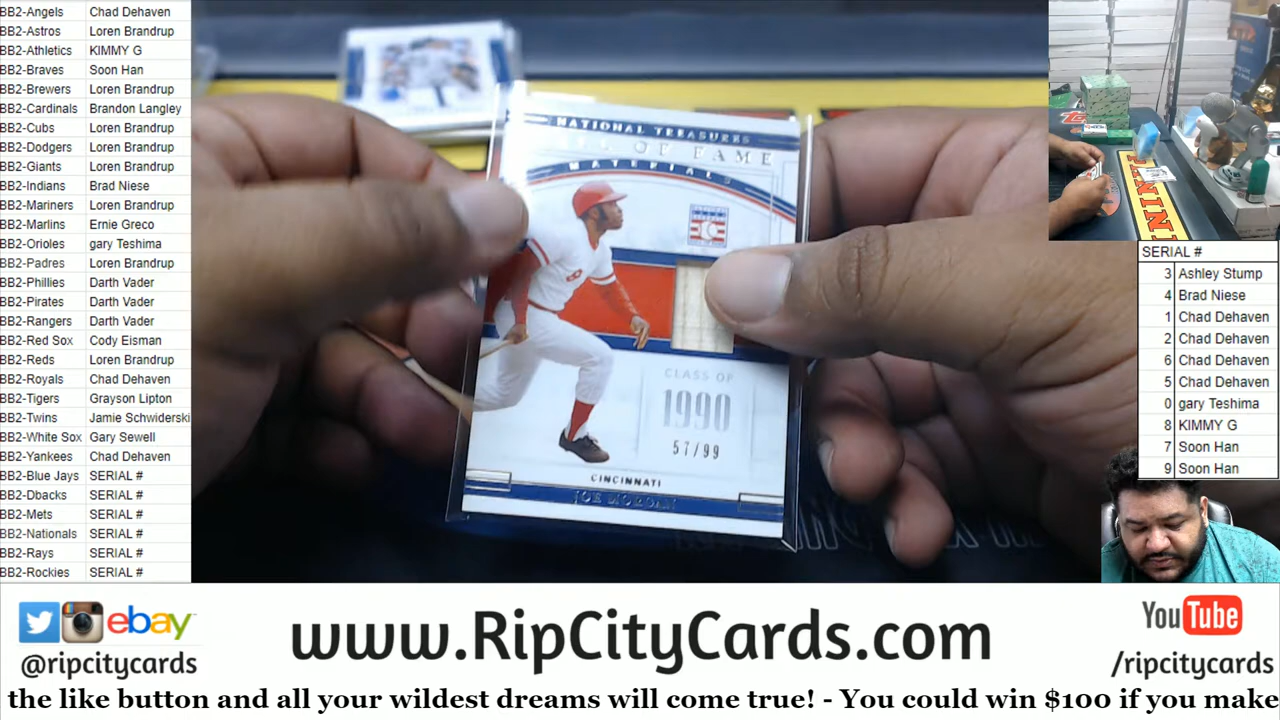 BB2-Angels Chad Dehaven
BB2-Astros Loren Brandrup
BB2-Athletics KIMMY G
BB2-Braves Soon Han
BB2-Brewers Loren Brandrup
BB2-Cardinals Brandon Langley
BB2-Cubs Loren Brandrup
BB2-Dodgers Loren Brandrup
BB2-Giants Loren Brandrup
BB2-Indians Brad Niese
BB2-Mariners Loren Brandrup
BB2-Marlins Ernie Greco
BB2-Orioles gary Teshima
BB2-Padres Loren Brandrup
BB2-Phillies Darth Vader
BB2-Pirates Darth Vader
BB2-Rangers Darth Vader
BB2-Red Sox Cody Eisman
BB2-Reds Loren Brandrup
BB2-Royals Chad Dehaven
BB2-Tigers Grayson Lipton
BB2-Twins Jamie Schwiderski
BB2-White Sox Gary Sewell
BB2-Yankees Chad Dehaven
BB2-Blue Jays SERIAL #
BB2-Dbacks SERIAL #
BB2-Mets SERIAL #
BB2-Nationals SERIAL #
BB2-Rays SERIAL #
BB2-Rockies SERIAL #
NATIONAL TREASURES
OF FAME
MATERIALS
CLASS OF
1990
57/99
CINCINNATI
JOE MORGAN
PANINI
SERIAL #
3 Ashley Stump
4 Brad Niese
1 Chad Dehaven
2 Chad Dehaven
6 Chad Dehaven
5 Chad Dehaven
0 gary Teshima
8 KIMMY G
7 Soon Han
9 Soon Han
ebay
@ripcitycards
www.RipCityCards.com
YouTube
/ripcitycards
the like button and all your wildest dreams will come true! - You could win $100 if you make